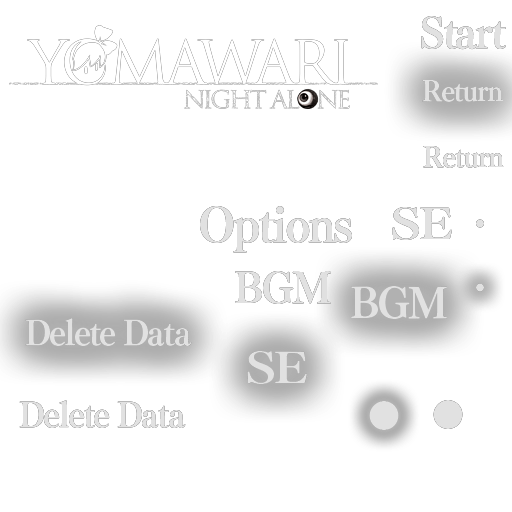 YOMAWARI
NIGHT ALONE
Start
Return
Return
Options
SE
BGM
BGM
Delete Data
SE
Delete Data